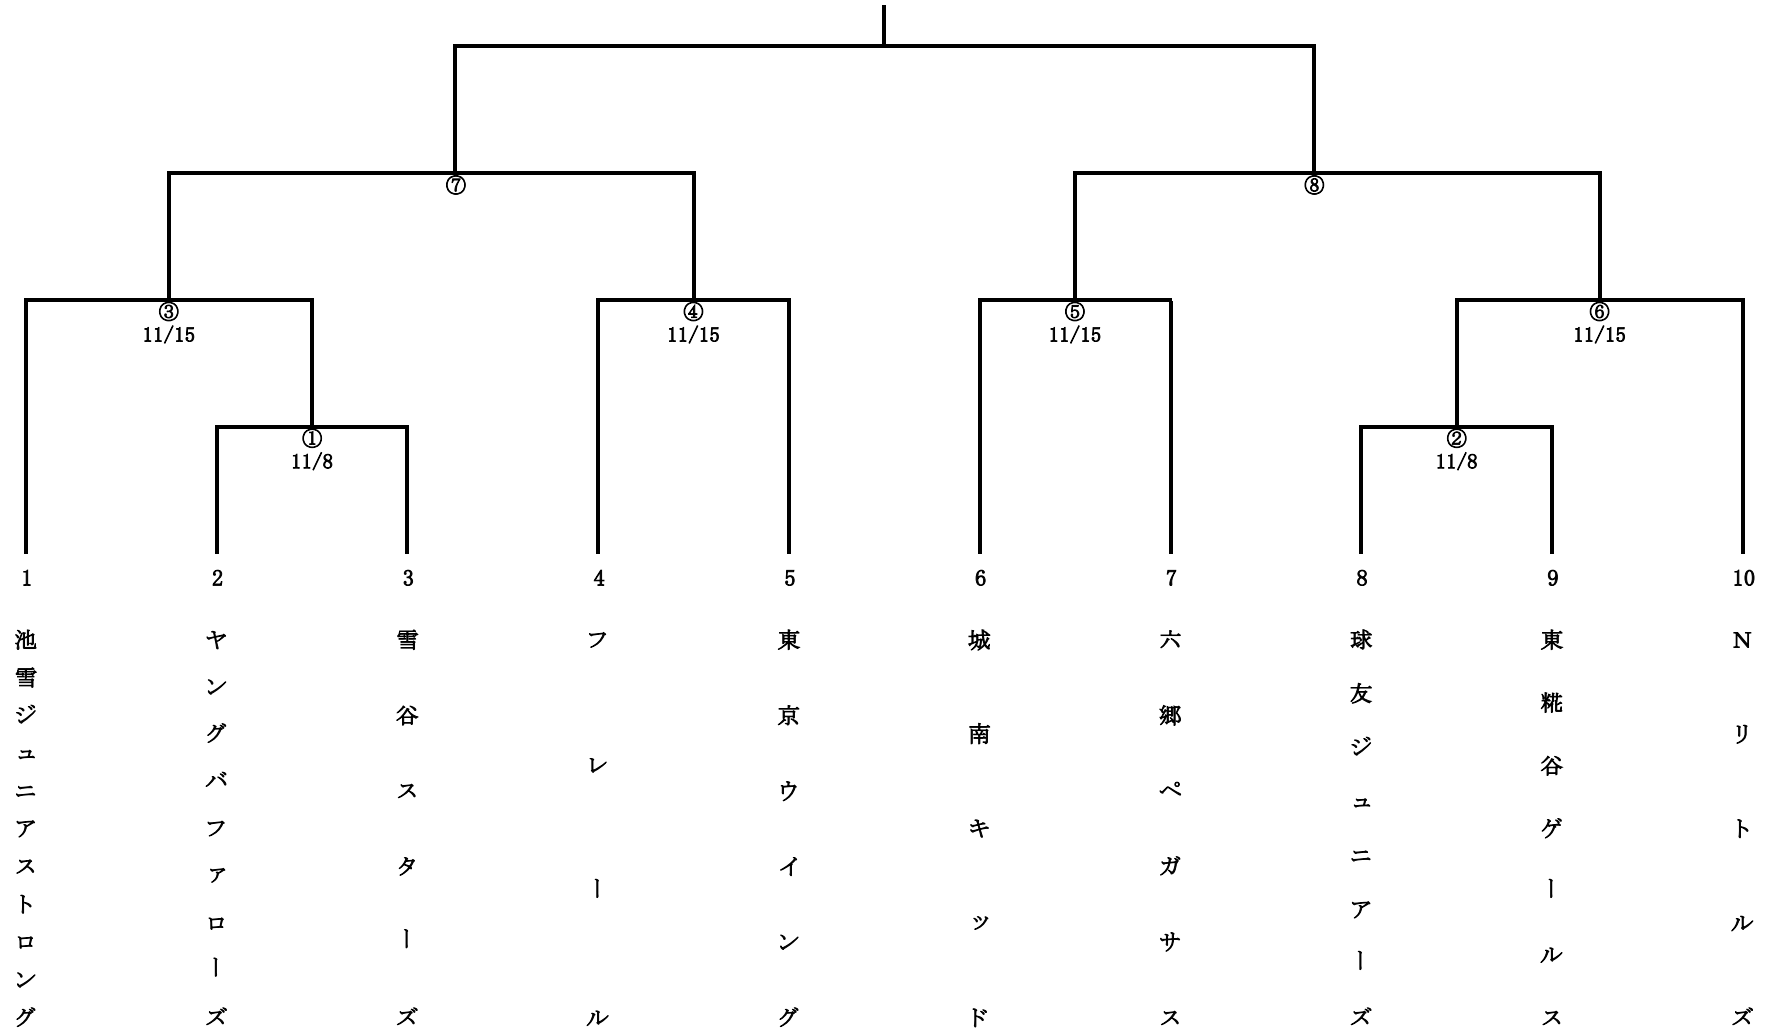 ⑦
⑧
③
11/15
④
11/15
⑤
11/15
⑥
11/15
①
11/8
②
11/8
1
2
3
4
5
6
7
8
9
10
池雪ジュニアストロング
ヤングバファローズ
雪谷スターズ
フレール
東京ウイング
城南キッド
六郷ペガサス
球友ジュニアーズ
東糀谷ゲールス
Nリトルズ